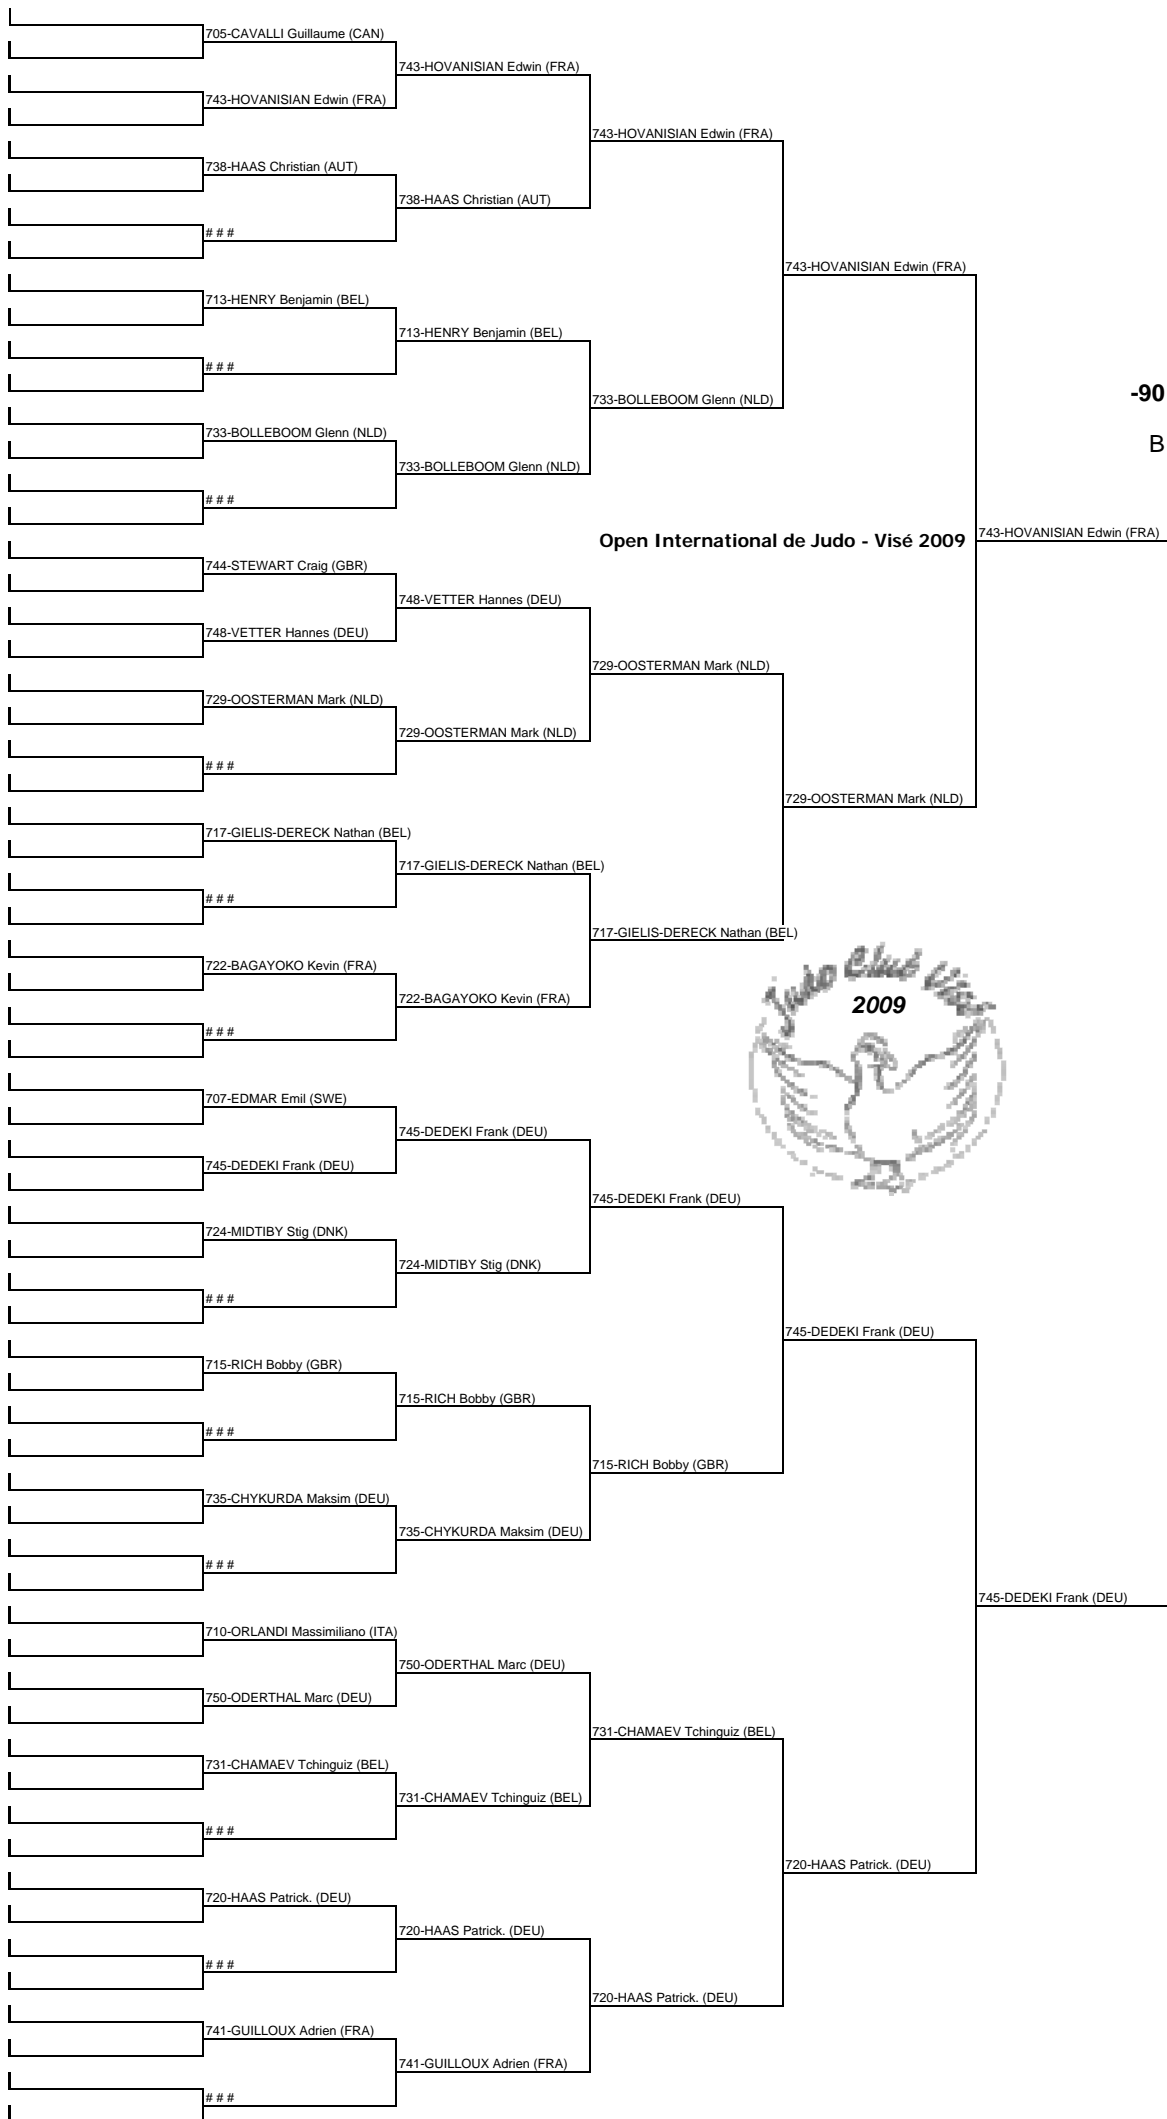 705-CAVALLI Guillaume (CAN)
743-HOVANISIAN Edwin (FRA)
743-HOVANISIAN Edwin (FRA)
743-HOVANISIAN Edwin (FRA)
738-HAAS Christian (AUT)
738-HAAS Christian (AUT)
# # #
743-HOVANISIAN Edwin (FRA)
713-HENRY Benjamin (BEL)
713-HENRY Benjamin (BEL)
# # #
-90
733-BOLLEBOOM Glenn (NLD)
733-BOLLEBOOM Glenn (NLD)
B
733-BOLLEBOOM Glenn (NLD)
# # #
Open International de Judo - Visé 2009
743-HOVANISIAN Edwin (FRA)
744-STEWART Craig (GBR)
748-VETTER Hannes (DEU)
748-VETTER Hannes (DEU)
729-OOSTERMAN Mark (NLD)
729-OOSTERMAN Mark (NLD)
729-OOSTERMAN Mark (NLD)
# # #
729-OOSTERMAN Mark (NLD)
717-GIELIS-DERECK Nathan (BEL)
717-GIELIS-DERECK Nathan (BEL)
# # #
717-GIELIS-DERECK Nathan (BEL)
722-BAGAYOKO Kevin (FRA)
722-BAGAYOKO Kevin (FRA)
# # #
Judo Club Visé
2009
707-EDMAR Emil (SWE)
745-DEDEKI Frank (DEU)
745-DEDEKI Frank (DEU)
745-DEDEKI Frank (DEU)
724-MIDTIBY Stig (DNK)
724-MIDTIBY Stig (DNK)
# # #
745-DEDEKI Frank (DEU)
715-RICH Bobby (GBR)
715-RICH Bobby (GBR)
# # #
715-RICH Bobby (GBR)
735-CHYKURDA Maksim (DEU)
735-CHYKURDA Maksim (DEU)
# # #
745-DEDEKI Frank (DEU)
710-ORLANDI Massimiliano (ITA)
750-ODERTHAL Marc (DEU)
750-ODERTHAL Marc (DEU)
731-CHAMAEV Tchinguiz (BEL)
731-CHAMAEV Tchinguiz (BEL)
731-CHAMAEV Tchinguiz (BEL)
# # #
720-HAAS Patrick. (DEU)
720-HAAS Patrick. (DEU)
720-HAAS Patrick. (DEU)
# # #
720-HAAS Patrick. (DEU)
741-GUILLOUX Adrien (FRA)
741-GUILLOUX Adrien (FRA)
# # #